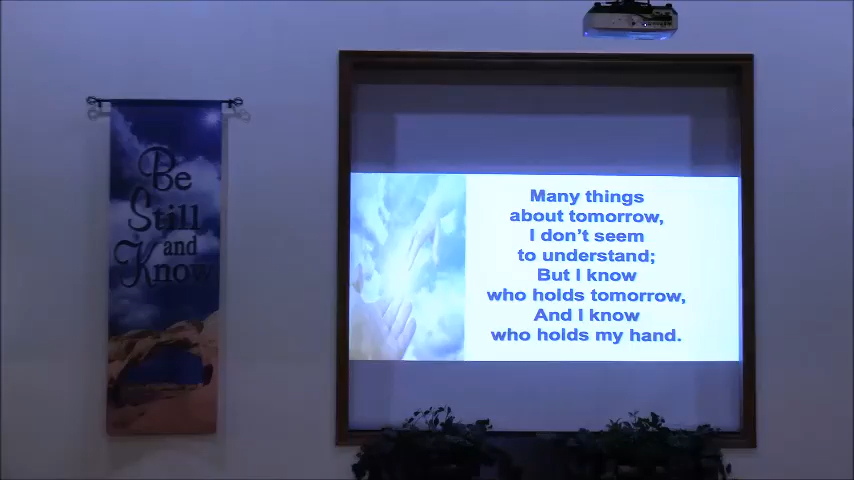 Be
Still
and
Know
Many things
about tomorrow,
I don't seem
to understand;
But I know
who holds tomorrow,
And I know
who holds my hand.